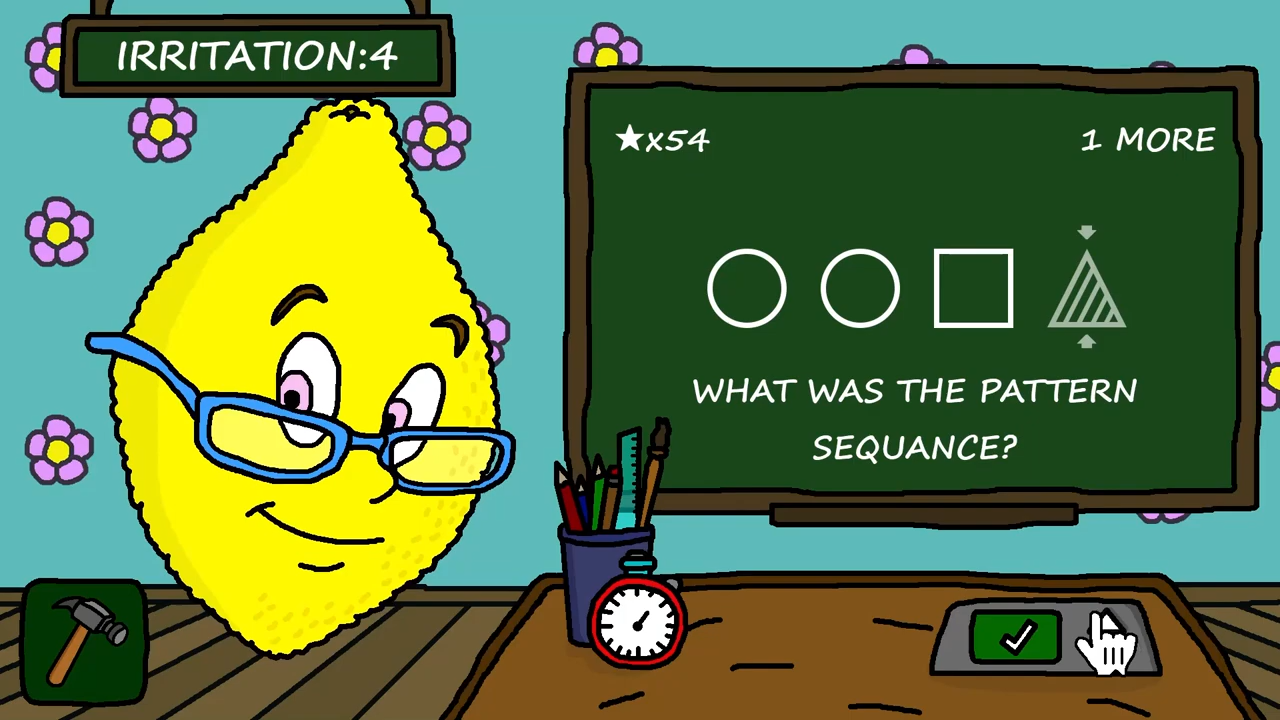 IRRITATION:4
★x54
1 MORE
WHAT WAS THE PATTERN
SEQUANCE?